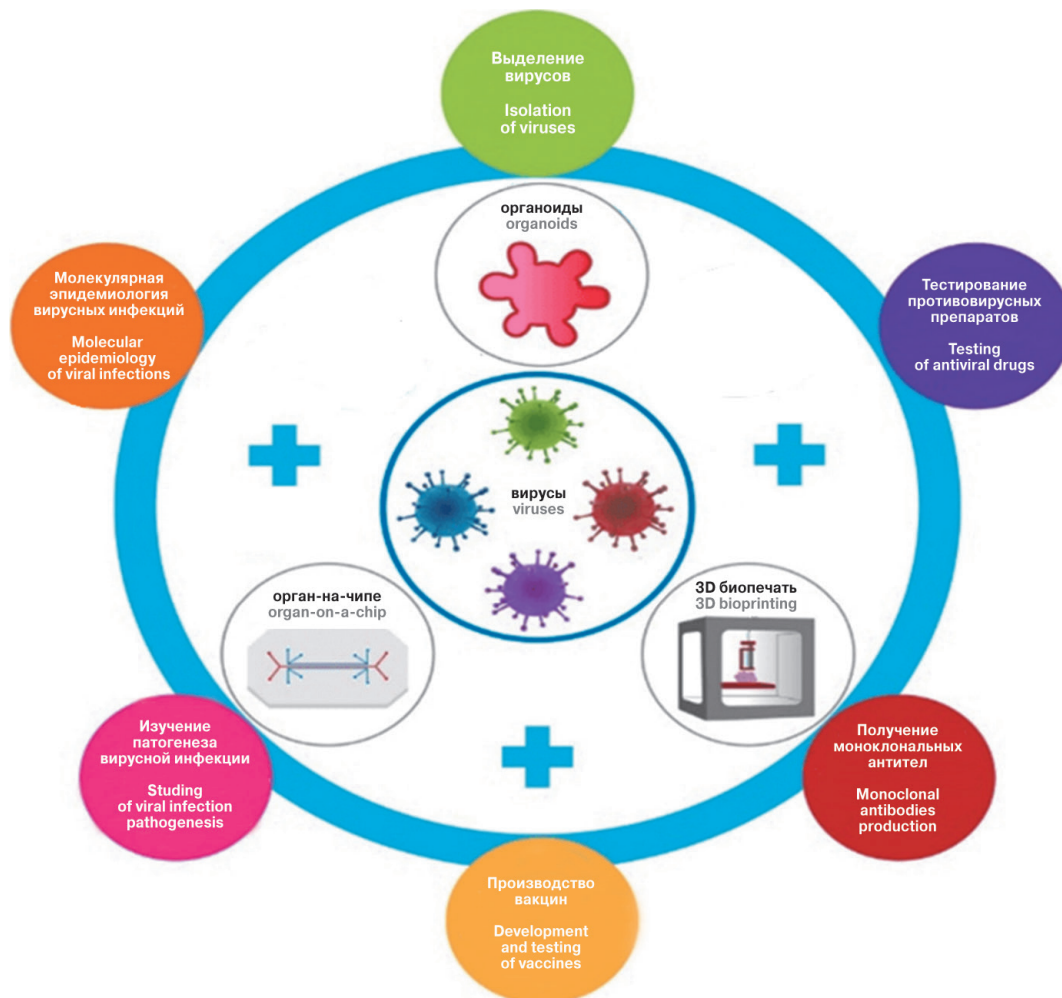 Выделение
вирусов
Isolation
of viruses
органоиды
organoids
Молекулярная
эпидемиология
вирусных инфекций
Molecular
epidemiology
of viral infections
Тестирование
противовирусных
препаратов
Testing
of antiviral drugs
вирусы
viruses
орган-на-чипе
organ-on-a-chip
3D биопечать
3D bioprinting
Изучение
патогенеза
вирусной инфекции
Studing
of viral infection
pathogenesis
Получение
моноклональных
антител
Monoclonal
antibodies
production
Производство
вакцин
Development
and testing
of vaccines